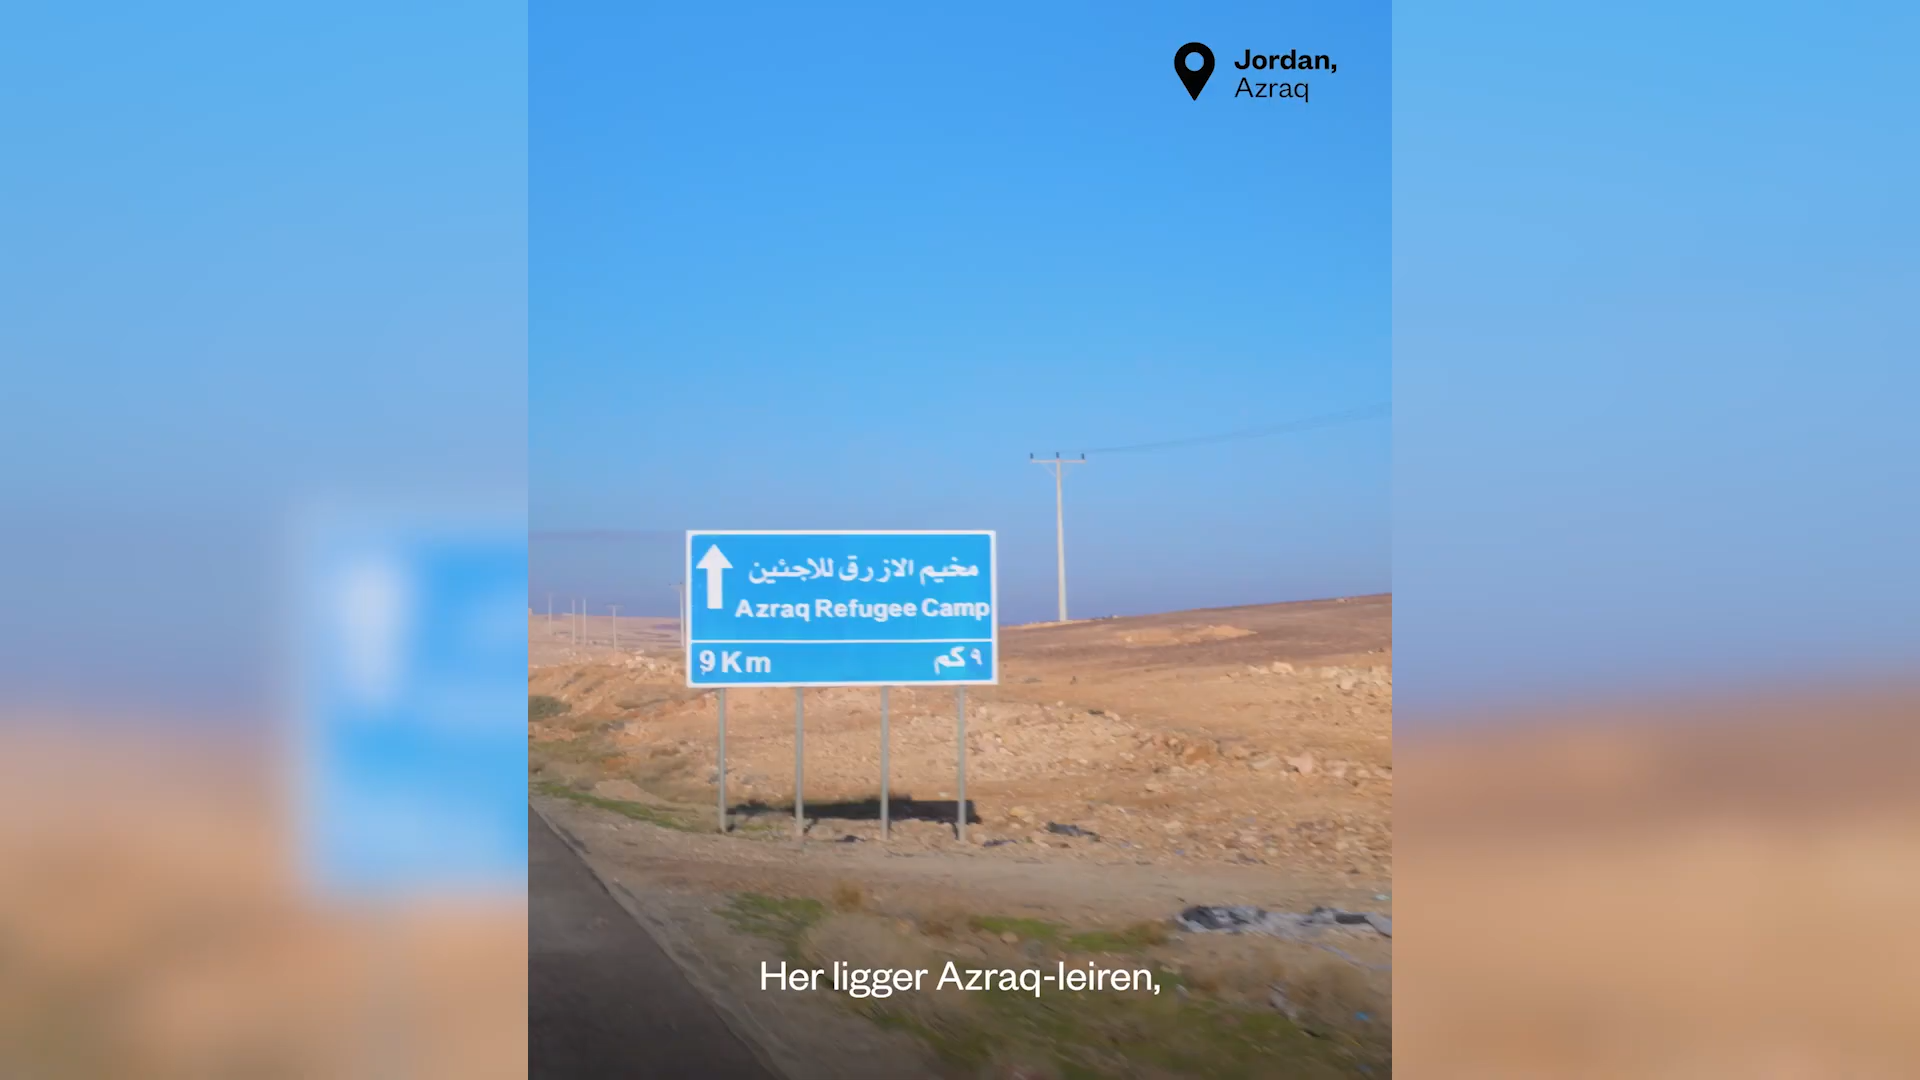 Jordan,
Azraq
مخيم الازرق للاجئين
Azraq Refugee Camp
9 Km
٩ كم
Her ligger Azraq-leiren,